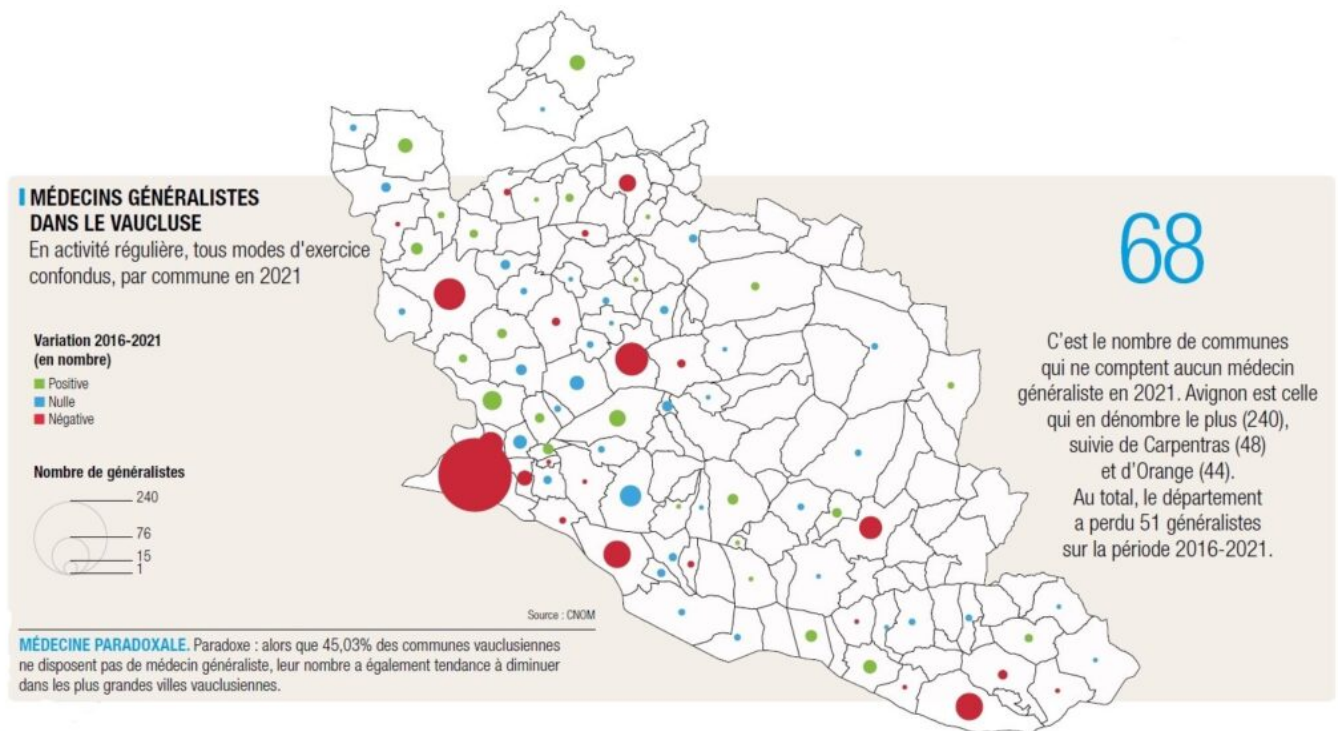 MÉDECINS GÉNÉRALISTES
DANS LE VAUCLUSE
En activité régulière, tous modes d'exercice
confondus, par commune en 2021
Variation 2016-2021
(en nombre)
Positive
Nulle
Négative
Nombre de généralistes
240
76
15
1
Source : CNOM
MÉDECINE PARADOXALE. Paradoxe : alors que 45,03% des communes vauclusiennes
ne disposent pas de médecin généraliste, leur nombre a également tendance à diminuer
dans les plus grandes villes vauclusiennes.
68
C'est le nombre de communes
qui ne comptent aucun médecin
généraliste en 2021. Avignon est celle
qui en dénombre le plus (240),
suivie de Carpentras (48)
et d'Orange (44).
Au total, le département
a perdu 51 généralistes
sur la période 2016-2021.